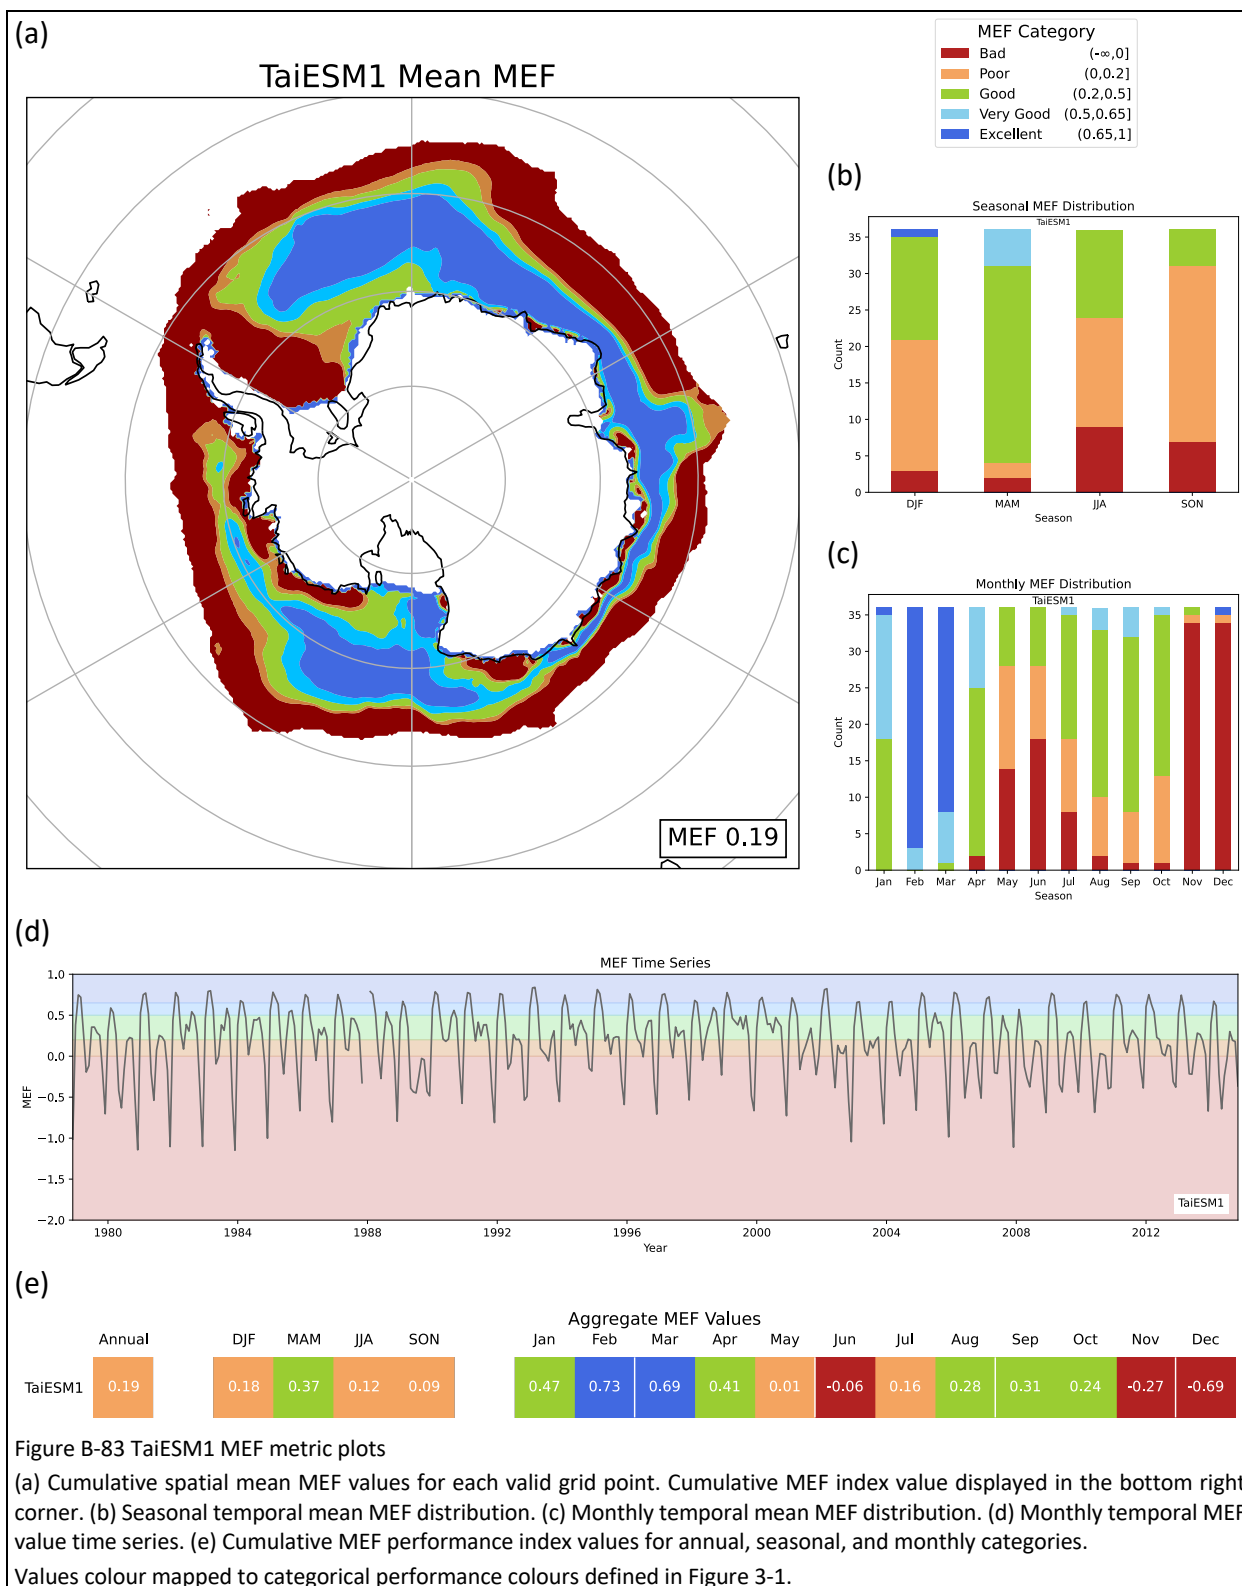 (a)
TaiESM1 Mean MEF
MEF 0.19
MEF Category
Bad (-∞,0]
Poor (0,0.2]
Good (0.2,0.5]
Very Good (0.5,0.65]
Excellent (0.65,1]
(b)
Seasonal MEF Distribution
TaiESM1
35
30
25
20
15
10
5
0
Count
DJF MAM JJA SON
Season
(c)
Monthly MEF Distribution
TaiESM1
35
30
25
20
15
10
5
0
Count
Jan Feb Mar Apr May Jun Jul Aug Sep Oct Nov Dec
Season
(d)
MEF Time Series
1.0
0.5
0.0
−0.5
−1.0
−1.5
−2.0
MEF
TaiESM1
1980 1984 1988 1992 1996 2000 2004 2008 2012
Year
(e)
Aggregate MEF Values
Annual DJF MAM JJA SON Jan Feb Mar Apr May Jun Jul Aug Sep Oct Nov Dec
TaiESM1 0.19 0.18 0.37 0.12 0.09 0.47 0.73 0.69 0.41 0.01 -0.06 0.16 0.28 0.31 0.24 -0.27 -0.69
Figure B-83 TaiESM1 MEF metric plots
(a) Cumulative spatial mean MEF values for each valid grid point. Cumulative MEF index value displayed in the bottom right
corner. (b) Seasonal temporal mean MEF distribution. (c) Monthly temporal mean MEF distribution. (d) Monthly temporal MEF
value time series. (e) Cumulative MEF performance index values for annual, seasonal, and monthly categories.
Values colour mapped to categorical performance colours defined in Figure 3-1.